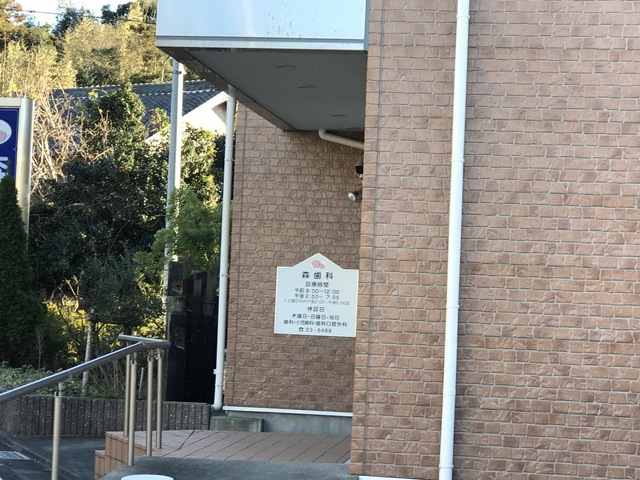 森歯科
診療時間
午前 9:00〜12:00
午後 2:00〜 7:00
休診日
木曜日・日曜日・祝日
歯科・小児歯科・歯科口腔外科
☎ 23-6489